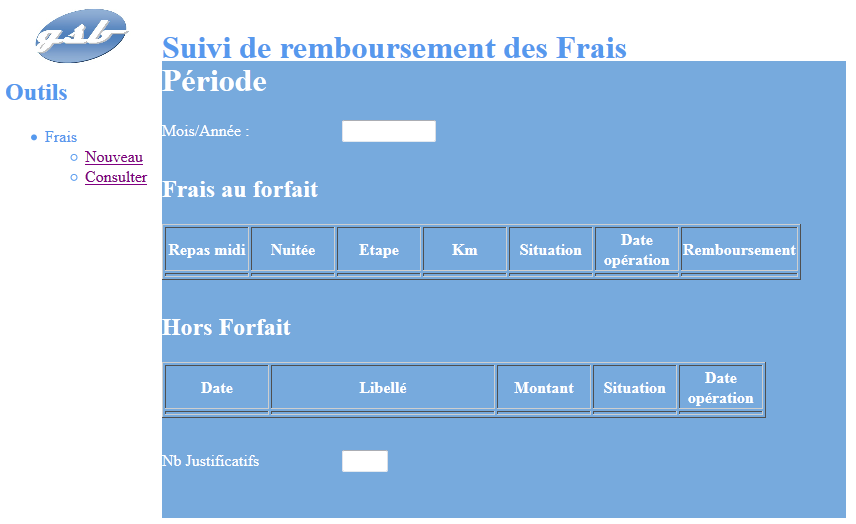 gsb
Suivi de remboursement des Frais
Outils
Frais
Nouveau
Consulter
Période
Mois/Année :
Frais au forfait
Repas midi Nuitée Etape Km Situation Date opération Remboursement
Hors Forfait
Date Libellé Montant Situation Date opération
Nb Justificatifs